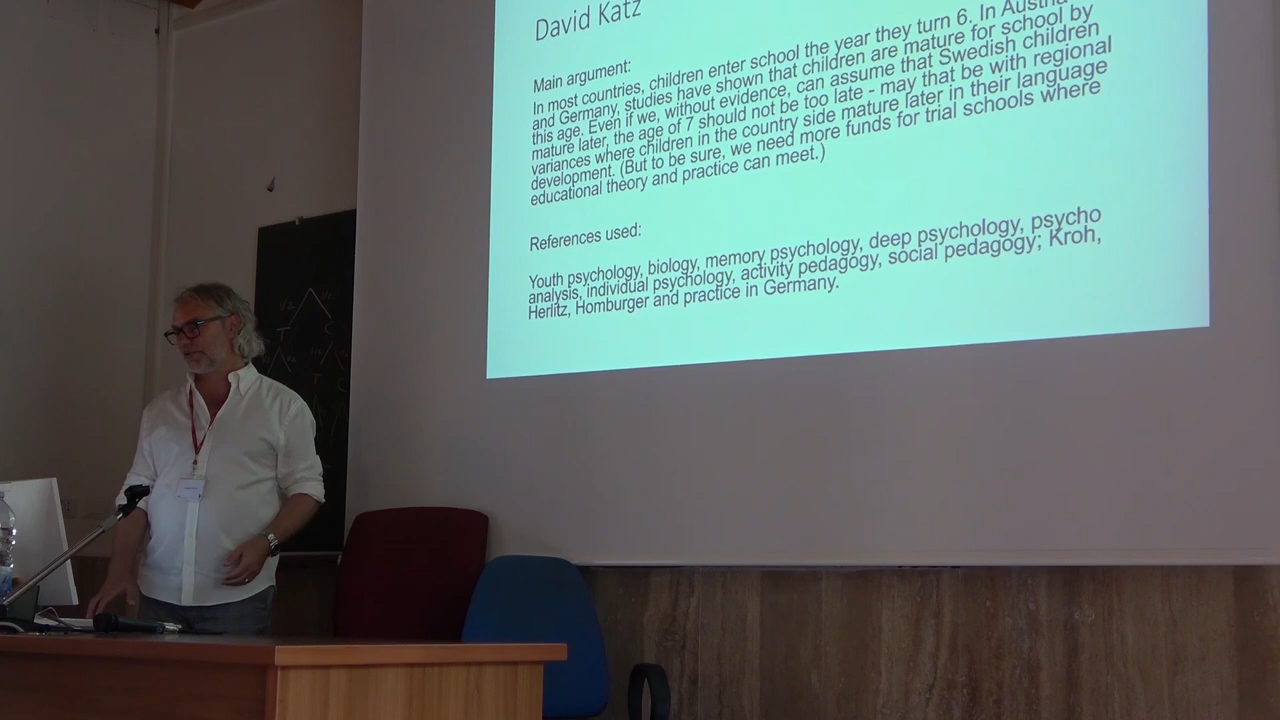 David Katz
Main argument:
In most countries, children enter school the year they turn 6. In Austria
and Germany, studies have shown that children are mature for school by
this age. Even if we, without evidence, can assume that Swedish children
mature later, the age of 7 should not be too late - may that be with regional
variances where children in the country side mature later in their language
development. (But to be sure, we need more funds for trial schools where
educational theory and practice can meet.)
References used:
Youth psychology, biology, memory psychology, deep psychology, psycho
analysis, individual psychology, activity pedagogy, social pedagogy; Kroh,
Herlitz, Homburger and practice in Germany.